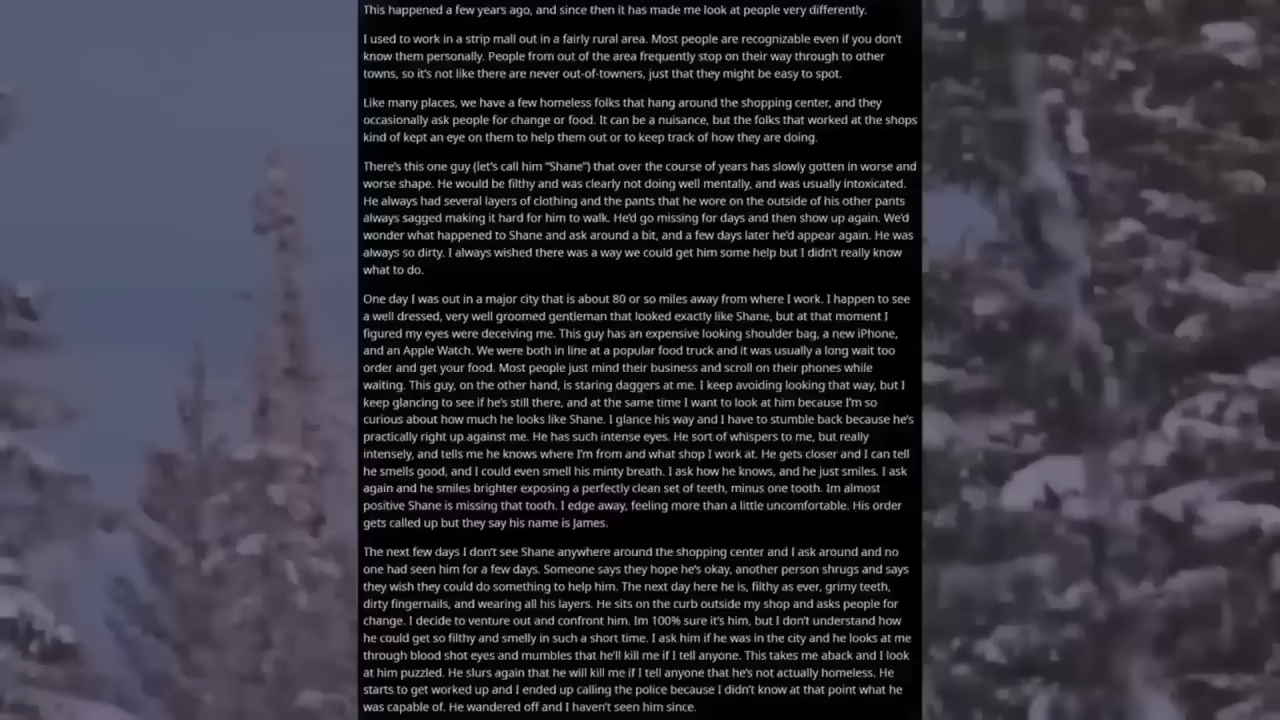 This happened a few years ago, and since then it has made me look at people very differently.
I used to work in a strip mall out in a fairly rural area. Most people are recognizable even if you don't
know them personally. People from out of the area frequently stop on their way through to other
towns, so it's not like there are never out-of-towners, just that they might be easy to spot.
Like many places, we have a few homeless folks that hang around the shopping center, and they
occasionally ask people for change or food. It can be a nuisance, but the folks that worked at the shops
kind of kept an eye on them to help them out or to keep track of how they are doing.
There's this one guy (let's call him "Shane") that over the course of years has slowly gotten in worse and
worse shape. He would be filthy and was clearly not doing well mentally, and was usually intoxicated.
He always had several layers of clothing and the pants that he wore on the outside of his other pants
always sagged making it hard for him to walk. He'd go missing for days and then show up again. We'd
wonder what happened to Shane and ask around a bit, and a few days later he'd appear again. He was
always so dirty. I always wished there was a way we could get him some help but I didn't really know
what to do.
One day I was out in a major city that is about 80 or so miles away from where I work. I happen to see
a well dressed, very well groomed gentleman that looked exactly like Shane, but at that moment I
figured my eyes were deceiving me. This guy has an expensive looking shoulder bag, a new iPhone,
and an Apple Watch. We were both in line at a popular food truck and it was usually a long wait too
order and get your food. Most people just mind their business and scroll on their phones while
waiting. This guy, on the other hand, is staring daggers at me. I keep avoiding looking that way, but I
keep glancing to see if he's still there, and at the same time I want to look at him because I'm so
curious about how much he looks like Shane. I glance his way and I have to stumble back because he's
practically right up against me. He has such intense eyes. He sort of whispers to me, but really
intensely, and tells me he knows where I'm from and what shop I work at. He gets closer and I can tell
he smells good, and I could even smell his minty breath. I ask how he knows, and he just smiles. I ask
again and he smiles brighter exposing a perfectly clean set of teeth, minus one tooth. Im almost
positive Shane is missing that tooth. I edge away, feeling more than a little uncomfortable. His order
gets called up but they say his name is James.
The next few days I don't see Shane anywhere around the shopping center and I ask around and no
one had seen him for a few days. Someone says they hope he's okay, another person shrugs and says
they wish they could do something to help him. The next day here he is, filthy as ever, grimy teeth,
dirty fingernails, and wearing all his layers. He sits on the curb outside my shop and asks people for
change. I decide to venture out and confront him. Im 100% sure it's him, but I don't understand how
he could get so filthy and smelly in such a short time. I ask him if he was in the city and he looks at me
through blood shot eyes and mumbles that he'll kill me if I tell anyone. This takes me aback and I look
at him puzzled. He slurs again that he will kill me if I tell anyone that he's not actually homeless. He
starts to get worked up and I ended up calling the police because I didn't know at that point what he
was capable of. He wandered off and I haven't seen him since.